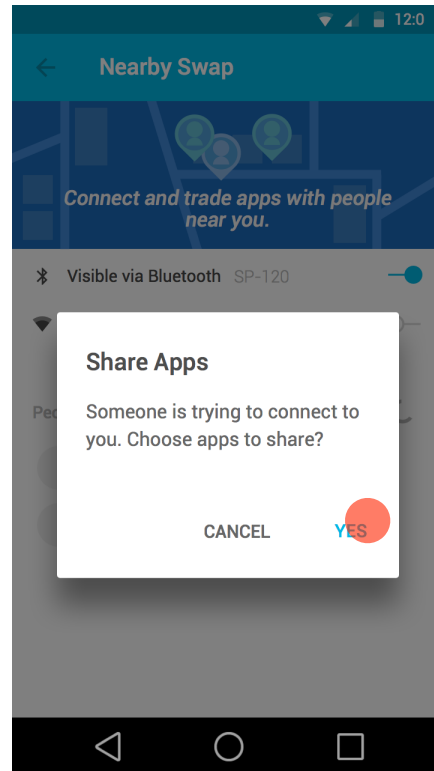 12:0
Nearby Swap
Connect and trade apps with people
near you.
Visible via Bluetooth SP-120
Share Apps
Someone is trying to connect to
you. Choose apps to share?
CANCEL YES